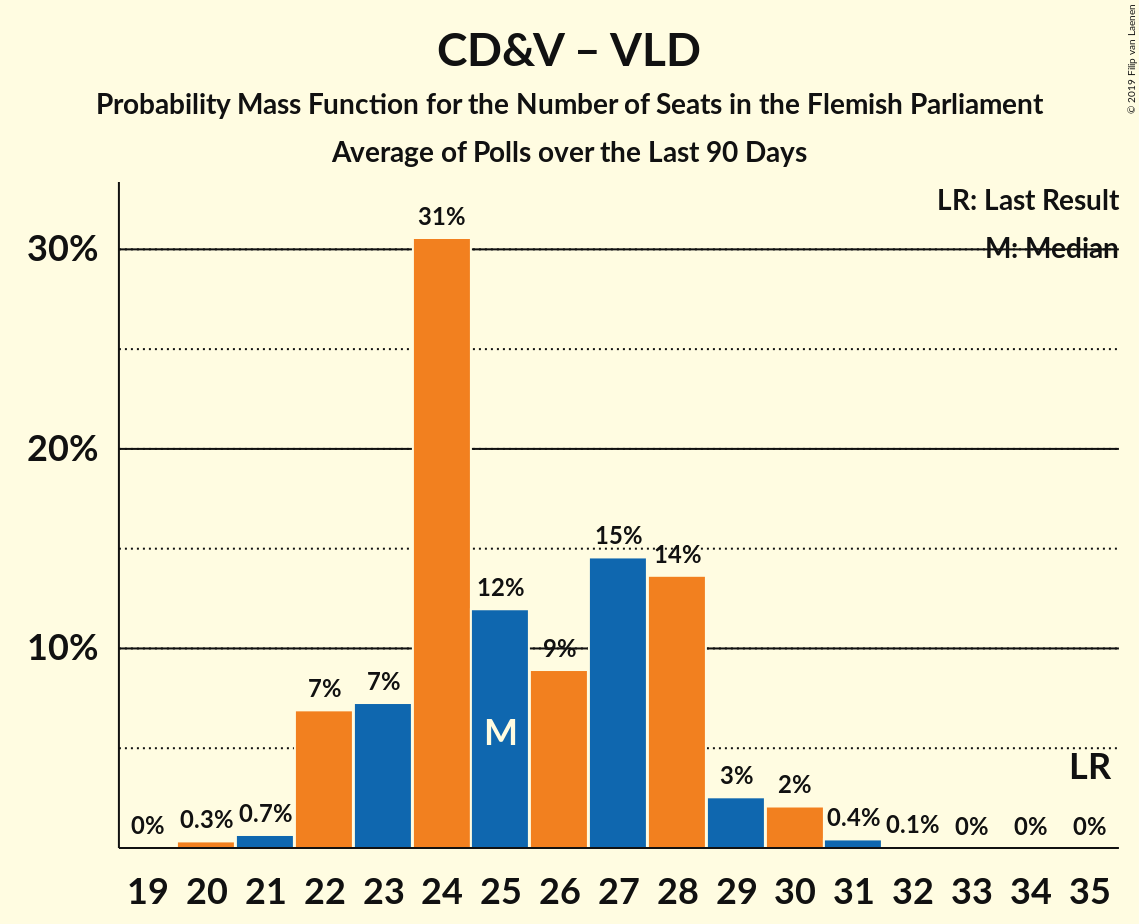 CD&V – VLD
Probability Mass Function for the Number of Seats in the Flemish Parliament
Average of Polls over the Last 90 Days
© 2019 Filip van Laenen
LR: Last Result
M: Median
30%
20%
10%
0%
0.3%
0.7%
7%
7%
31%
12%
9%
15%
14%
3%
2%
0.4%
0.1%
0%
0%
0%
M
LR
19 20 21 22 23 24 25 26 27 28 29 30 31 32 33 34 35